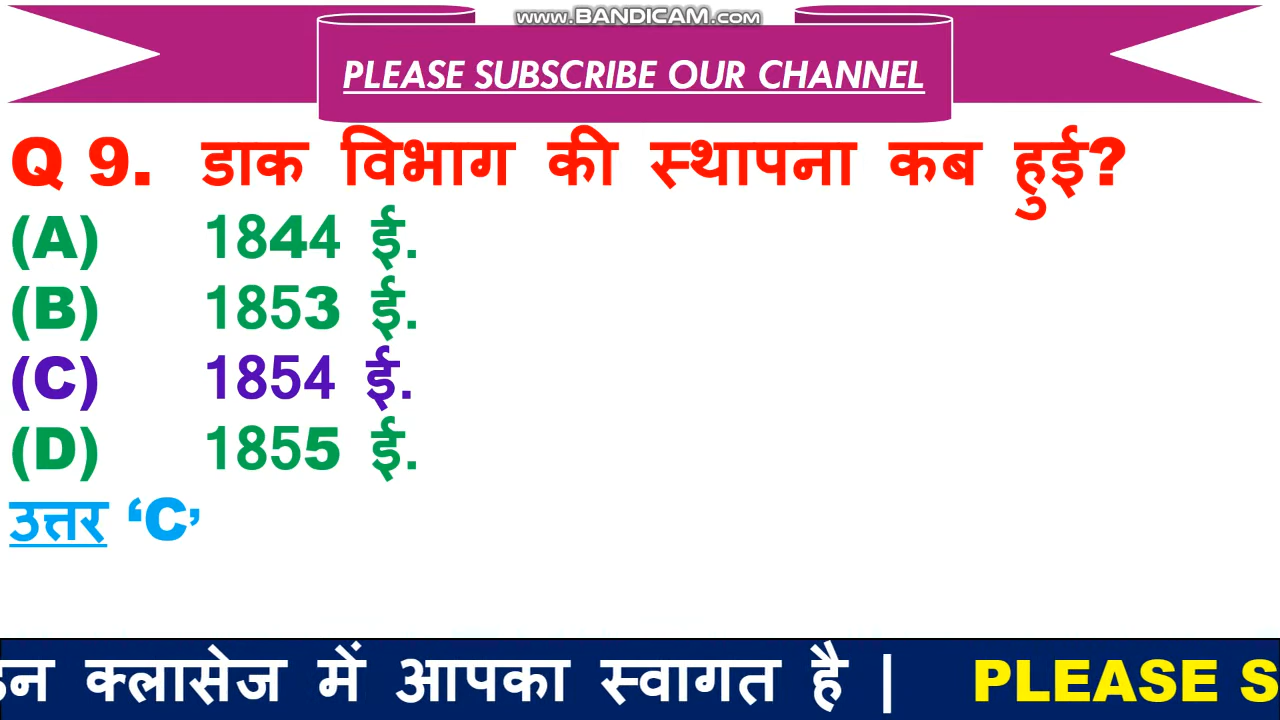 www.BANDICAM.com
PLEASE SUBSCRIBE OUR CHANNEL
Q 9. डाक विभाग की स्थापना कब हुई?
(A) 1844 ई.
(B) 1853 ई.
(C) 1854 ई.
(D) 1855 ई.
उत्तर ‘C’
क्लासेज में आपका स्वागत है | PLEASE S